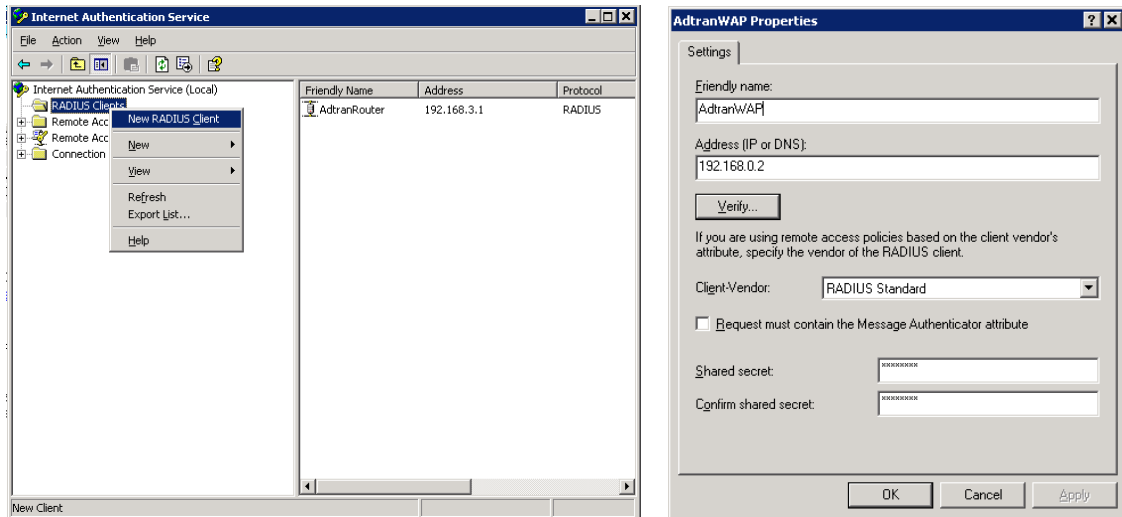 Internet Authentication Service
File Action View Help
Internet Authentication Service (Local)
RADIUS Clients
Remote Acc
Remote Acc
Connection
New RADIUS Client
New
View
Refresh
Export List...
Help
Friendly Name Address Protocol
AdtranRouter 192.168.3.1 RADIUS
New Client
AdtranWAP Properties
Settings
Friendly name:
AdtranWAP
Address (IP or DNS):
192.168.0.2
Verify...
If you are using remote access policies based on the client vendor's
attribute, specify the vendor of the RADIUS client.
Client-Vendor: RADIUS Standard
Request must contain the Message Authenticator attribute
Shared secret: ********
Confirm shared secret: ********
OK Cancel Apply